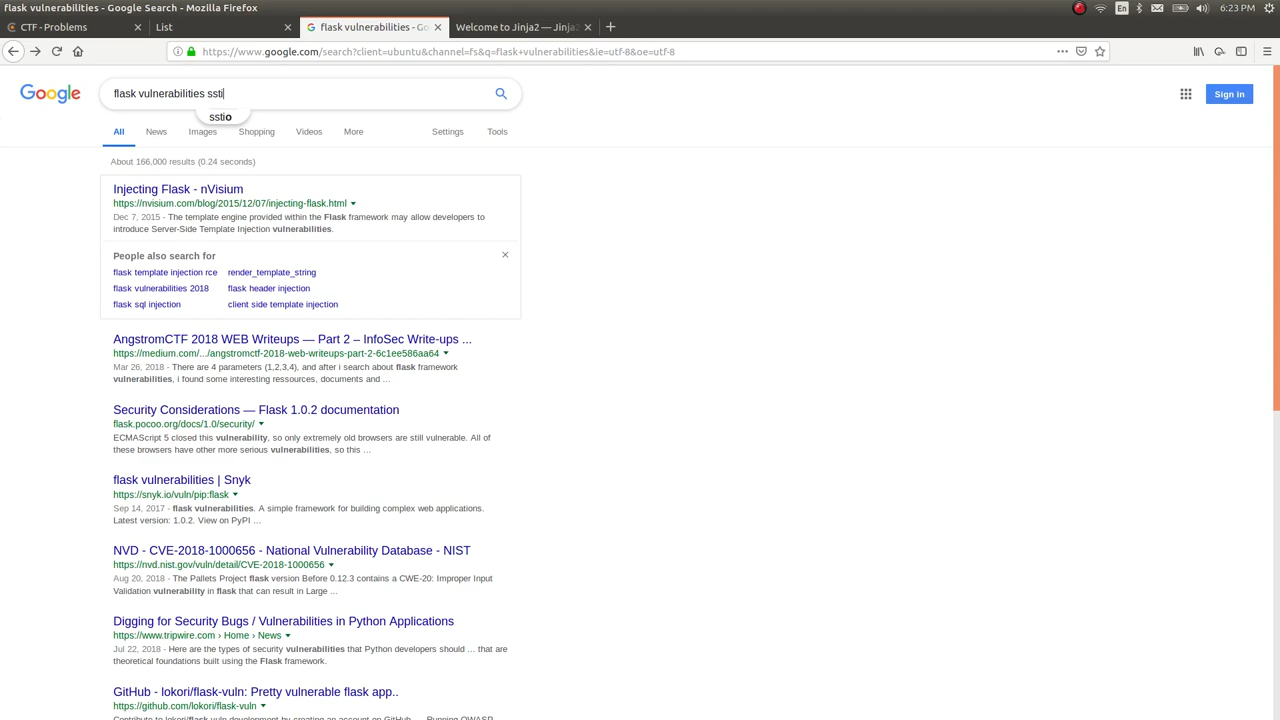 flask vulnerabilities - Google Search - Mozilla Firefox
En
6:23 PM
CTF - Problems
List
flask vulnerabilities - Go
Welcome to Jinja2 — Jinja2
https://www.google.com/search?client=ubuntu&channel=fs&q=flask+vulnerabilities&ie=utf-8&oe=utf-8
Google
flask vulnerabilities ssti
Sign in
sstio
All News Images Shopping Videos More Settings Tools
About 166,000 results (0.24 seconds)
Injecting Flask - nVisium
https://nvisium.com/blog/2015/12/07/injecting-flask.html
Dec 7, 2015 - The template engine provided within the Flask framework may allow developers to
introduce Server-Side Template Injection vulnerabilities.
People also search for
flask template injection rce render_template_string
flask vulnerabilities 2018 flask header injection
flask sql injection client side template injection
AngstromCTF 2018 WEB Writeups — Part 2 – InfoSec Write-ups ...
https://medium.com/.../angstromctf-2018-web-writeups-part-2-6c1ee586aa64
Mar 26, 2018 - There are 4 parameters (1,2,3,4), and after i search about flask framework
vulnerabilities, i found some interesting ressources, documents and ...
Security Considerations — Flask 1.0.2 documentation
flask.pocoo.org/docs/1.0/security/
ECMAScript 5 closed this vulnerability, so only extremely old browsers are still vulnerable. All of
these browsers have other more serious vulnerabilities, so this ...
flask vulnerabilities | Snyk
https://snyk.io/vuln/pip:flask
Sep 14, 2017 - flask vulnerabilities. A simple framework for building complex web applications.
Latest version: 1.0.2. View on PyPI ...
NVD - CVE-2018-1000656 - National Vulnerability Database - NIST
https://nvd.nist.gov/vuln/detail/CVE-2018-1000656
Aug 20, 2018 - The Pallets Project flask version Before 0.12.3 contains a CWE-20: Improper Input
Validation vulnerability in flask that can result in Large ...
Digging for Security Bugs / Vulnerabilities in Python Applications
https://www.tripwire.com › Home › News
Jul 22, 2018 - Here are the types of security vulnerabilities that Python developers should ... that are
theoretical foundations built using the Flask framework.
GitHub - lokori/flask-vuln: Pretty vulnerable flask app..
https://github.com/lokori/flask-vuln
Contribute to lokori/flask-vuln development by creating an account on GitHub. ... Running OWASP